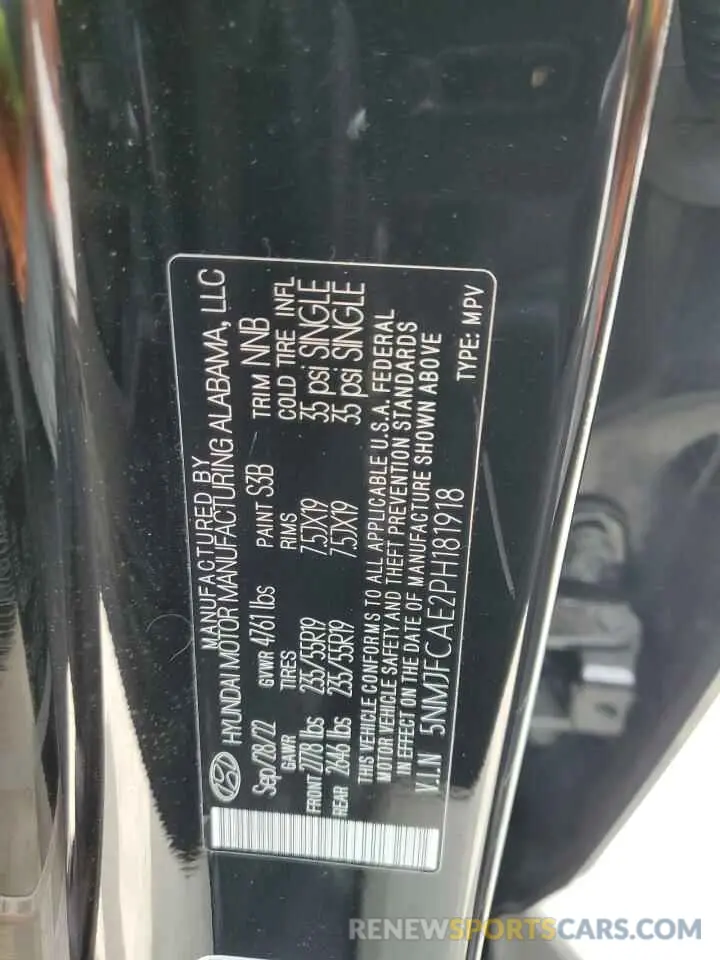 MANUFACTURED BY
HYUNDAI MOTOR MANUFACTURING ALABAMA, LLC
Sep/28/22 GVWR 4761 lbs PAINT S3B TRIM NNB
GAWR TIRES RIMS COLD TIRE INFL
FRONT 2778 lbs 235/55R19 7.5JX19 35 psi SINGLE
REAR 2646 lbs 235/55R19 7.5JX19 35 psi SINGLE
THIS VEHICLE CONFORMS TO ALL APPLICABLE U.S.A. FEDERAL
MOTOR VEHICLE SAFETY AND THEFT PREVENTION STANDARDS
IN EFFECT ON THE DATE OF MANUFACTURE SHOWN ABOVE
V.I.N 5NMJFCAE2PH181918
TYPE: MPV
RENEWSPORTSCARS.COM